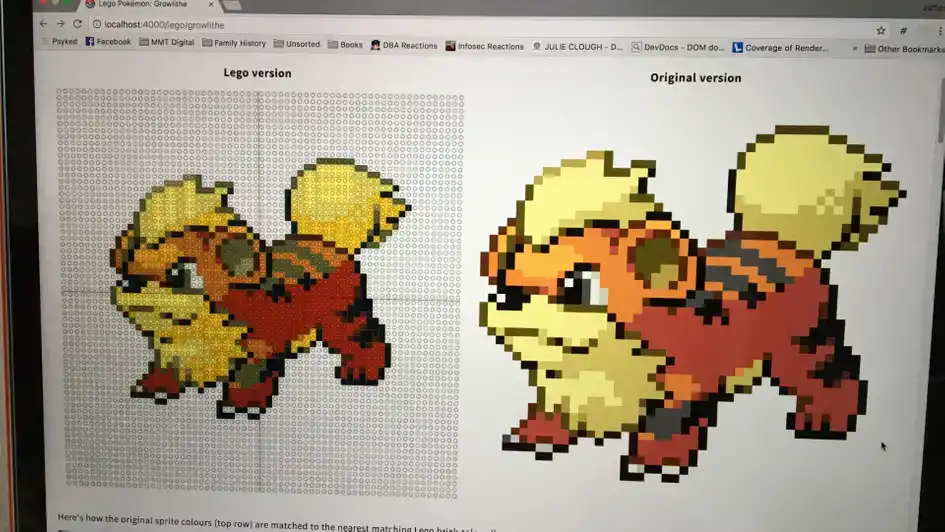 Lego Pokémon: Growlithe
localhost:4000/lego/growlithe
Psyked Facebook MMT Digital Family History Unsorted Books DBA Reactions Infosec Reactions JULIE CLOUGH - D... DevDocs - DOM do... Coverage of Render... » Other Bookmarks
Lego version
Original version
Here's how the original sprite colours (top row) are matched to the nearest matching Lego brick